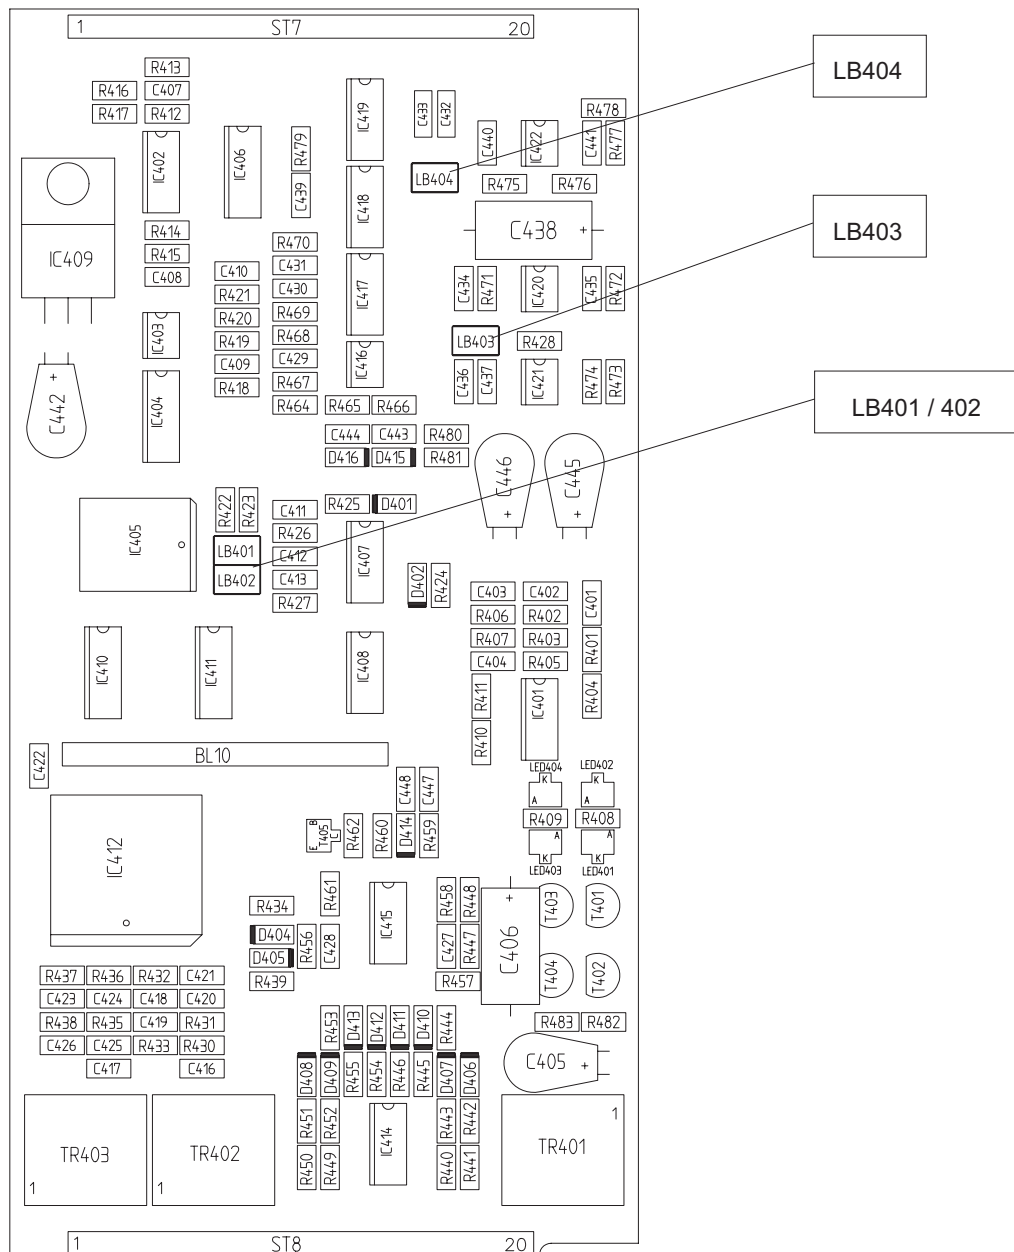 1 ST7 20
R413
R416 C407
R417 R412
IC402
IC406
R479
C439
IC419
C433
C432
R478
C440
IC422
C441
R477
LB404
LB404
R475 R476
IC418
C438 +
LB403
IC409
R414
R415
C408
R470
C410 C431
R421 C430
R420 R469
R419 R468
C409 C429
R418 R467
R464 R465 R466
IC417
IC416
C434
R471
IC420
C435
R472
LB403 R428
C436
C437
IC421
R474
R473
IC403
IC404
+
C442
LB401 / 402
C444 C443 R480
D416 D415 R481
C446
+
C445
+
IC405
R422
R423
C411 R425 D401
R426
LB401
C412
LB402
C413
R427
IC407
D402
R424
C403 C402
R406 R402
R407 R403
C404 R405
C401
R401
R404
IC410
IC411
IC408
R411
R410
IC401
C422
BL10
LED404 LED402
K K
A A
R409 R408
A A
K K
LED403 LED401
C448
C447
B
E
C
T405
R462
R460
D414
R459
IC412
R461
R434
D404
D405
R439
R456
C428
IC415
R458
R448
C427
R447
R457
C406
+
T403
T401
T404
T402
R437 R436 R432 C421
C423 C424 C418 C420
R438 R435 C419 R431
C426 C425 R433 R430
C417 C416
R483 R482
R453
D413
D412
D411
D410
R444
D408
D409
R455
R454
R446
R445
D407
D406
C405 +
R451
R452
IC414
R443
R442
R450
R449
R440
R441
TR403
1
TR402
1
TR401
1
1 ST8 20